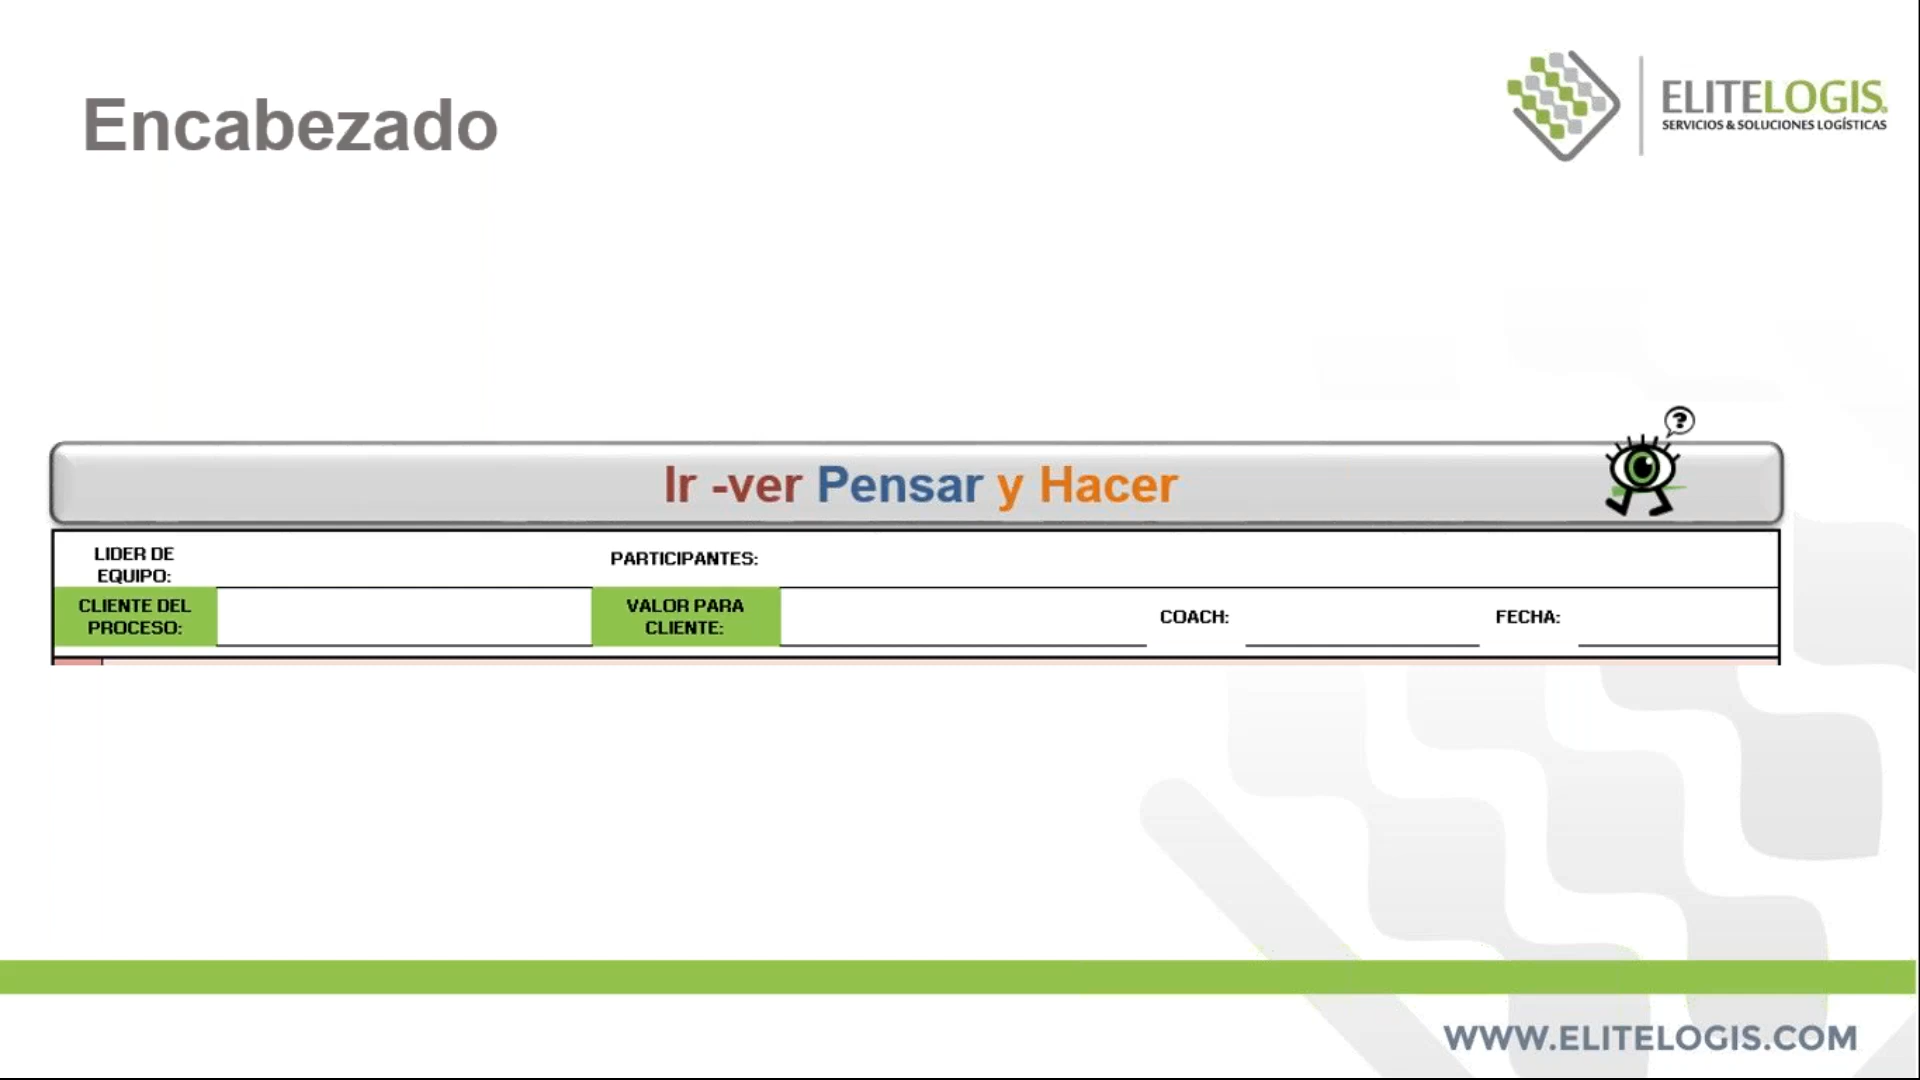 Encabezado
ELITELOGIS
SERVICIOS & SOLUCIONES LOGÍSTICAS
?
Ir -ver Pensar y Hacer
LIDER DE
EQUIPO:
PARTICIPANTES:
CLIENTE DEL
PROCESO:
VALOR PARA
CLIENTE:
COACH:
FECHA:
WWW.ELITELOGIS.COM